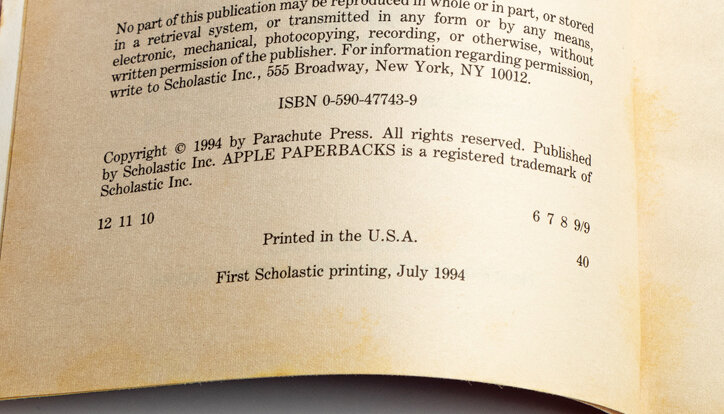 No part of this publication may be reproduced in whole or in part, or stored
in a retrieval system, or transmitted in any form or by any means,
electronic, mechanical, photocopying, recording, or otherwise, without
written permission of the publisher. For information regarding permission,
write to Scholastic Inc., 555 Broadway, New York, NY 10012.
ISBN 0-590-47743-9
Copyright © 1994 by Parachute Press. All rights reserved. Published
by Scholastic Inc. APPLE PAPERBACKS is a registered trademark of
Scholastic Inc.
12 11 10 6 7 8 9/9
Printed in the U.S.A. 40
First Scholastic printing, July 1994